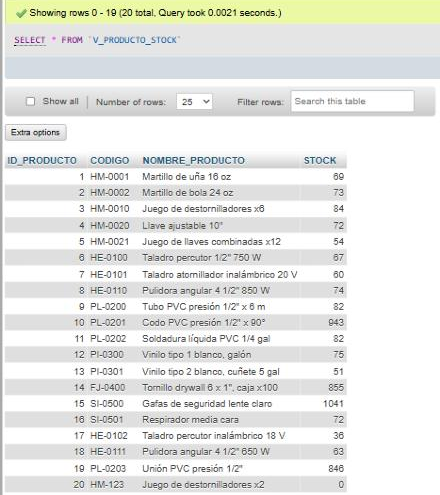 Showing rows 0 - 19 (20 total, Query took 0.0021 seconds.)
SELECT * FROM `V_PRODUCTO_STOCK`
Show all Number of rows: 25 Filter rows: Search this table
Extra options
ID_PRODUCTO CODIGO NOMBRE_PRODUCTO STOCK
1 HM-0001 Martillo de uña 16 oz 69
2 HM-0002 Martillo de bola 24 oz 73
3 HM-0010 Juego de destornilladores x6 84
4 HM-0020 Llave ajustable 10" 72
5 HM-0021 Juego de llaves combinadas x12 54
6 HE-0100 Taladro percutor 1/2" 750 W 67
7 HE-0101 Taladro atornillador inalámbrico 20 V 60
8 HE-0110 Pulidora angular 4 1/2" 850 W 74
9 PL-0200 Tubo PVC presión 1/2" x 6 m 82
10 PL-0201 Codo PVC presión 1/2" x 90° 943
11 PL-0202 Soldadura líquida PVC 1/4 gal 82
12 PI-0300 Vinilo tipo 1 blanco, galón 75
13 PI-0301 Vinilo tipo 2 blanco, cuñete 5 gal 51
14 FJ-0400 Tornillo drywall 6 x 1", caja x100 855
15 SI-0500 Gafas de seguridad lente claro 1041
16 SI-0501 Respirador media cara 72
17 HE-0102 Taladro percutor inalámbrico 18 V 36
18 HE-0111 Pulidora angular 4 1/2" 650 W 63
19 PL-0203 Unión PVC presión 1/2" 846
20 HM-123 Juego de destornilladores x2 0